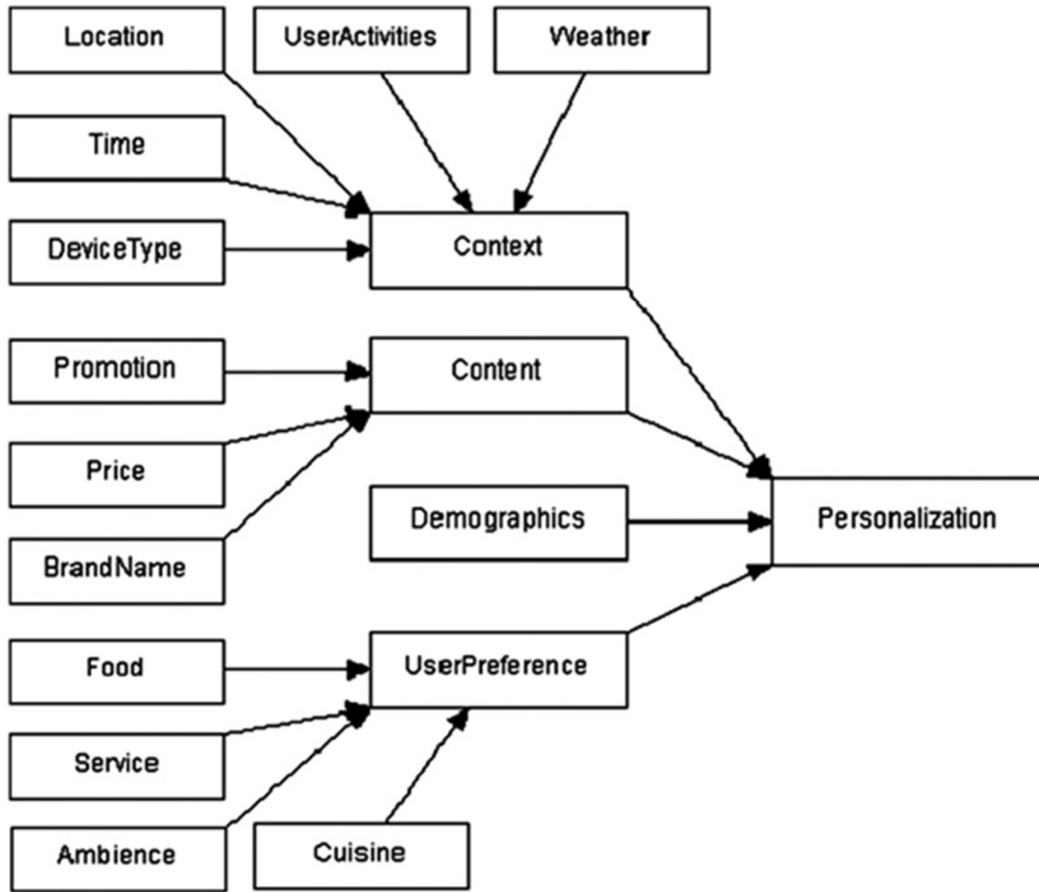 Location
UserActivities
Weather
Time
DeviceType
Context
Promotion
Content
Price
Demographics
Personalization
BrandName
Food
UserPreference
Service
Ambience
Cuisine